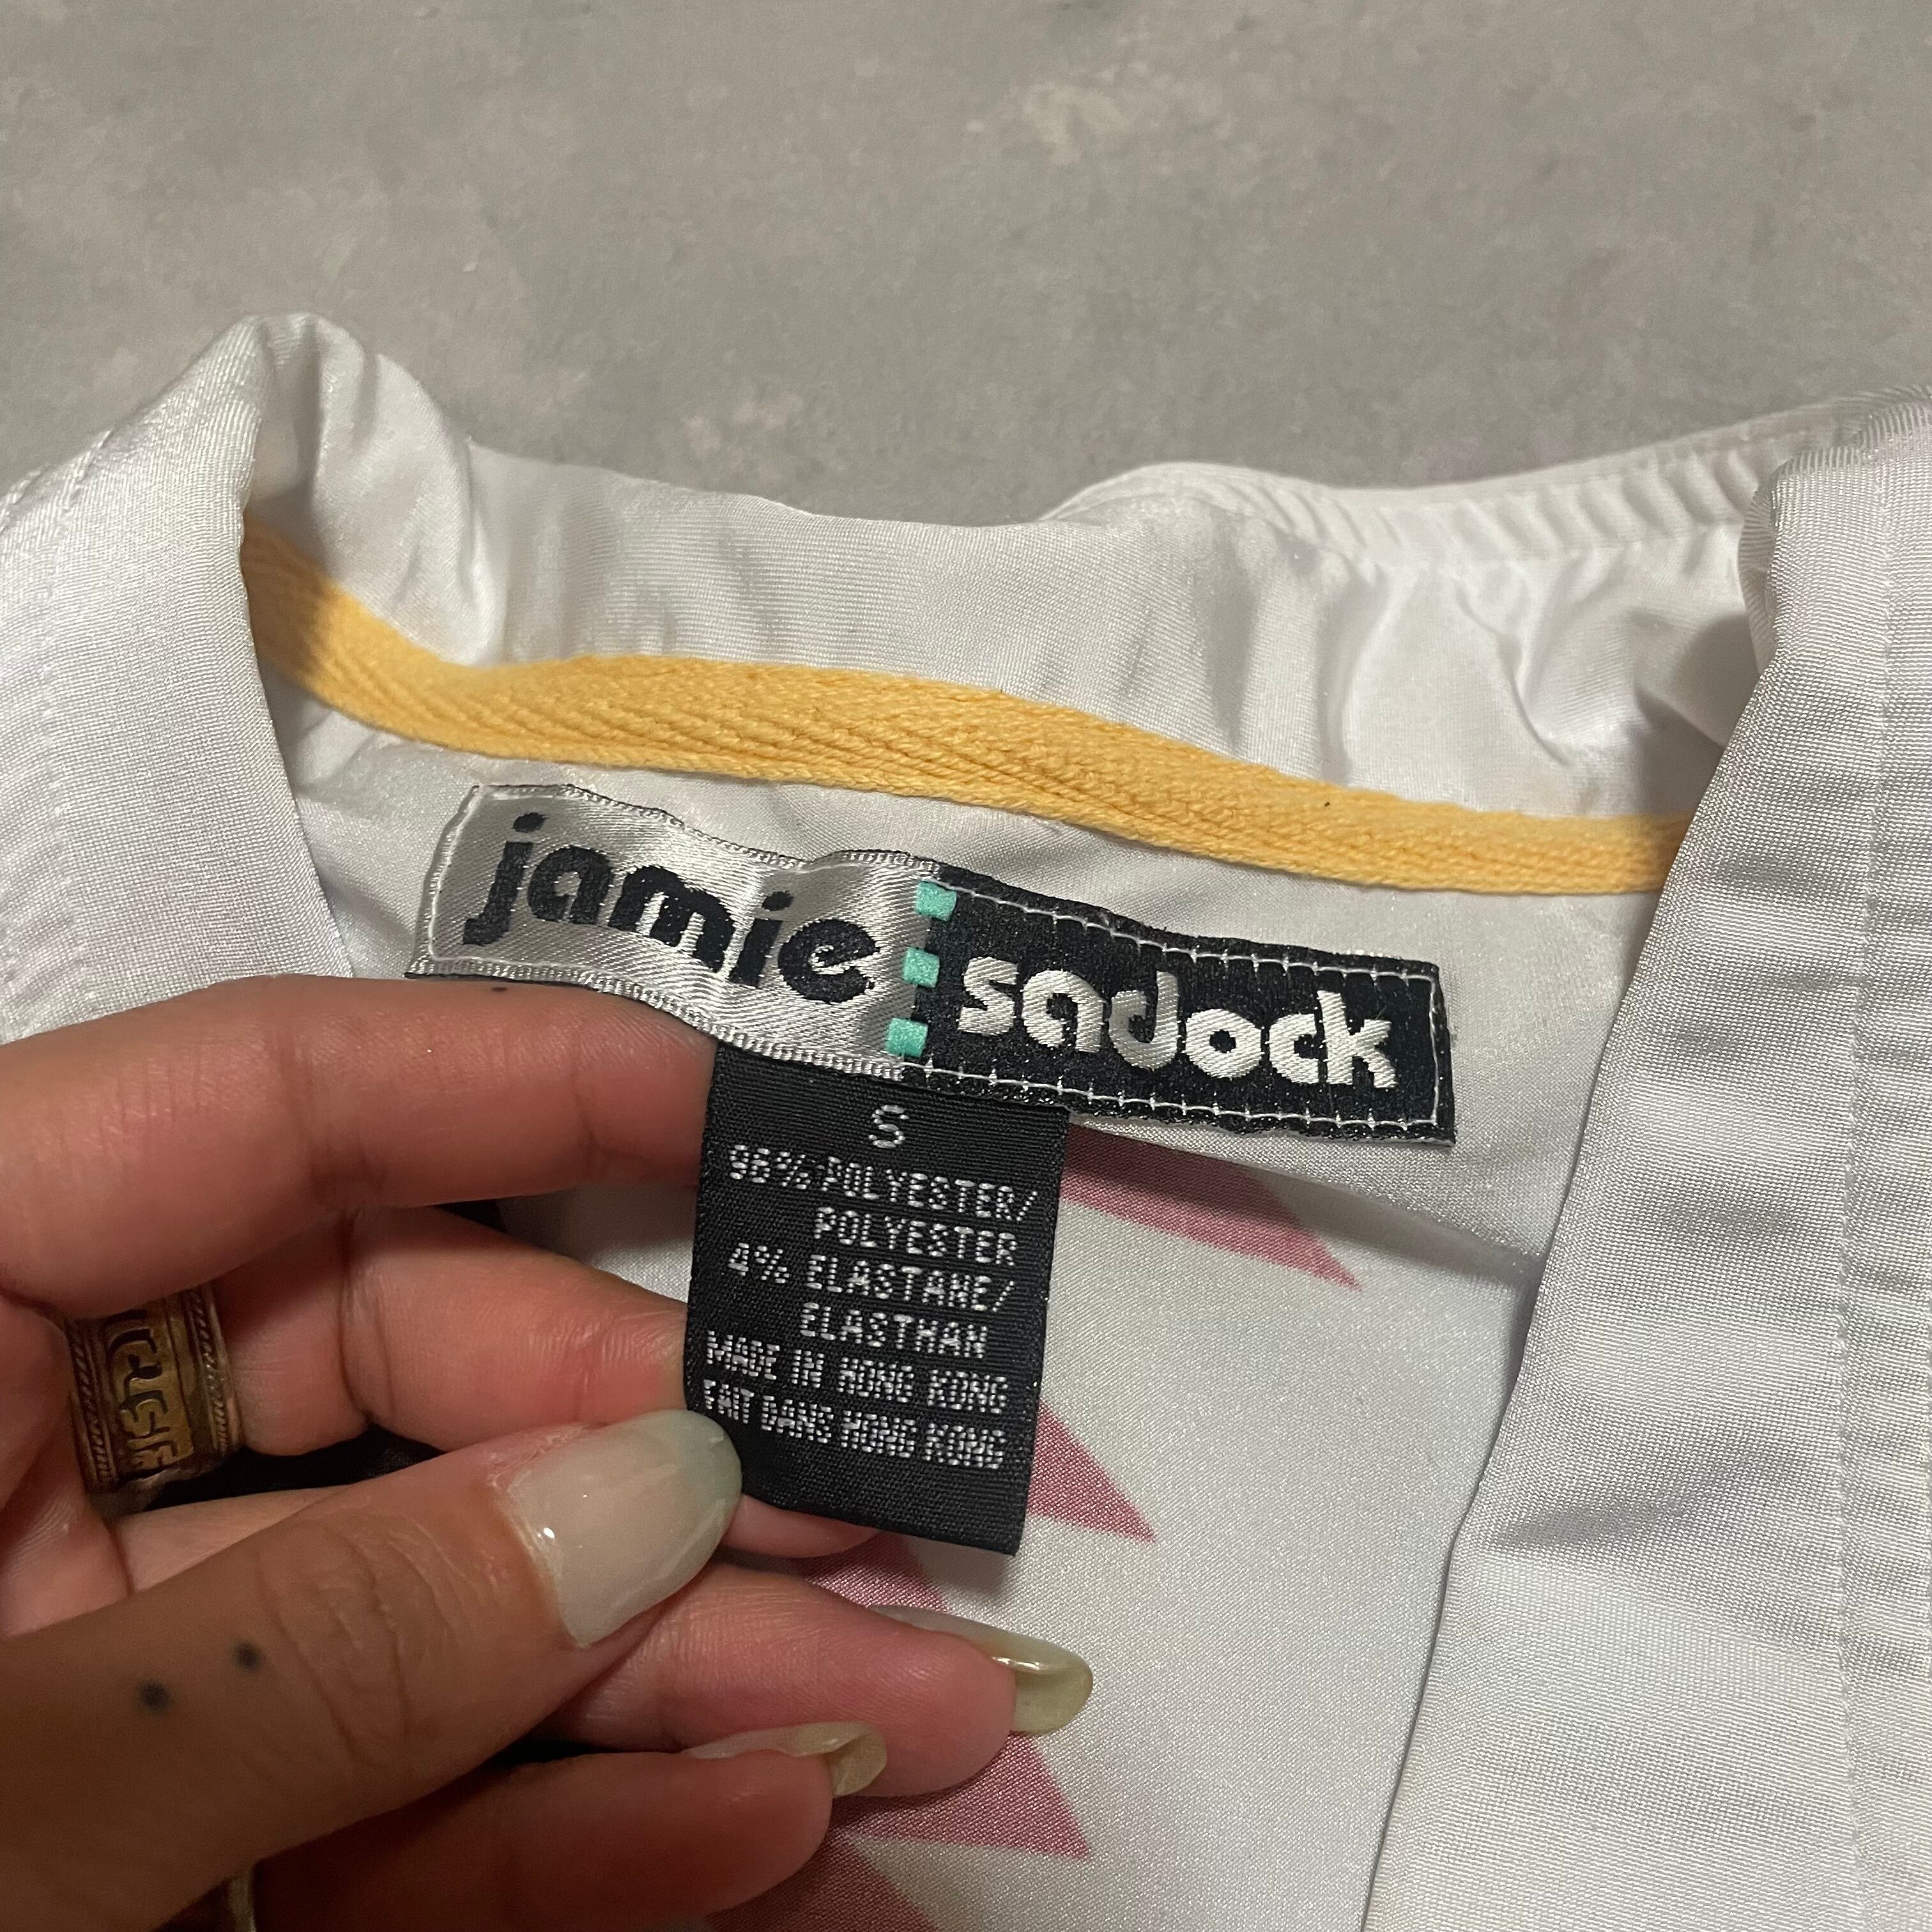 jamie sadock
S
96% POLYESTER/
POLYESTER
4% ELASTANE/
ELASTHAN
MADE IN HONG KONG
FAIT DANS HONG KONG